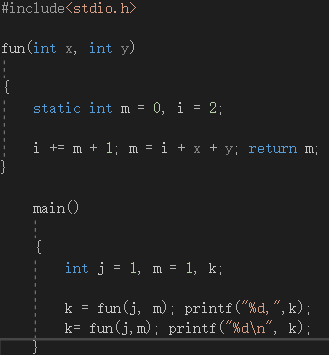 #include<stdio.h>
fun(int x, int y)
{
static int m = 0, i = 2;
i += m + 1; m = i + x + y; return m;
}
main()
{
int j = 1, m = 1, k;
k = fun(j, m); printf("%d,",k);
k= fun(j,m); printf("%d\n", k);
}